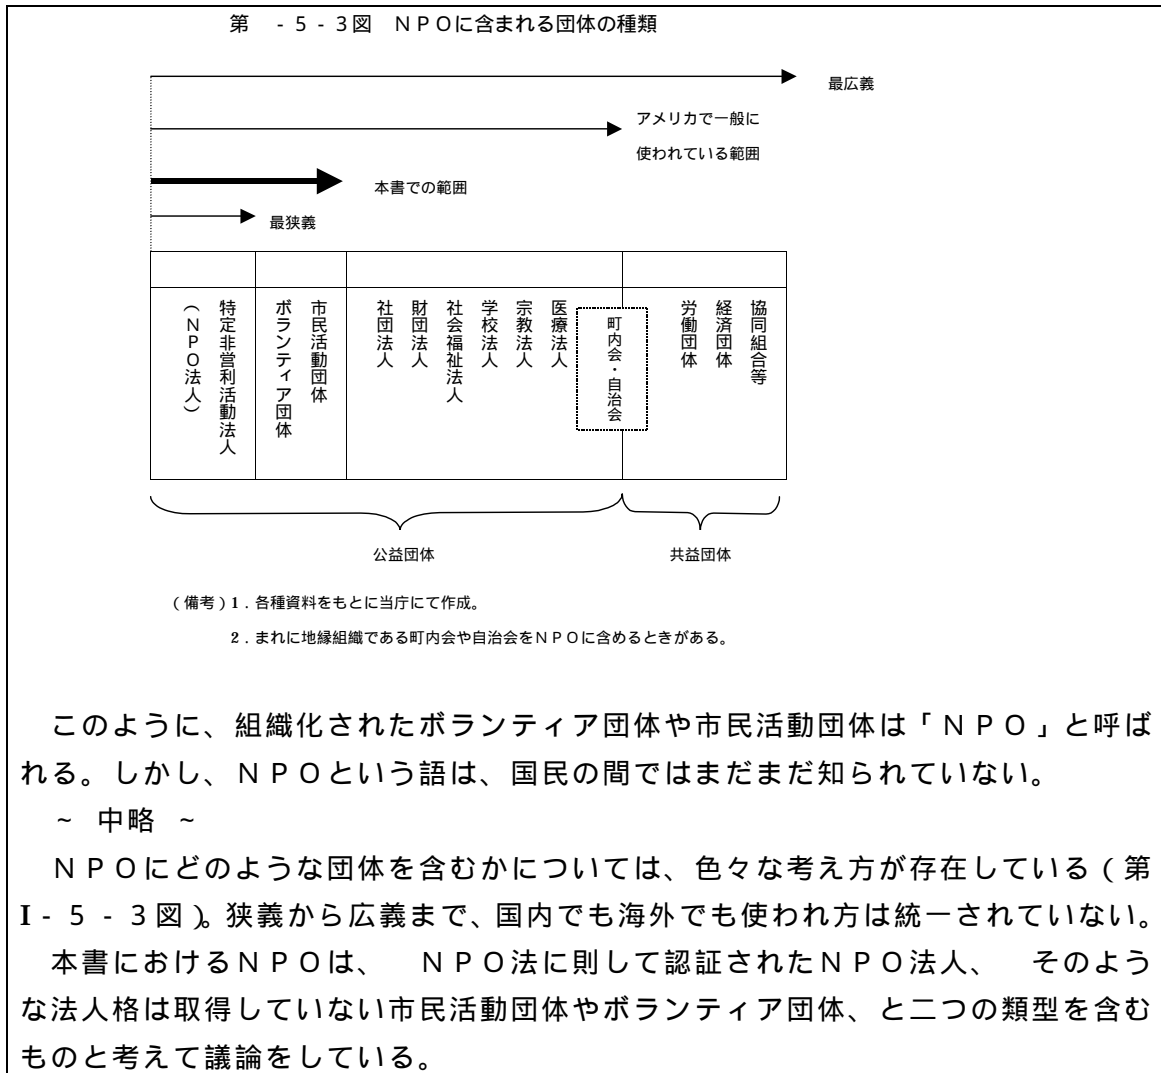 第　-5-3図　NPOに含まれる団体の種類
最広義
アメリカで一般に
使われている範囲
本書での範囲
最狭義
特定非営利活動法人
（NPO法人）
ボランティア団体
市民活動団体
社団法人
財団法人
社会福祉法人
学校法人
宗教法人
医療法人
町内会・自治会
労働団体
経済団体
協同組合等
公益団体
共益団体
（備考）1．各種資料をもとに当庁にて作成。
2．まれに地縁組織である町内会や自治会をNPOに含めるときがある。
このように、組織化されたボランティア団体や市民活動団体は「NPO」と呼ば
れる。しかし、NPOという語は、国民の間ではまだまだ知られていない。
~ 中略 ~
NPOにどのような団体を含むかについては、色々な考え方が存在している（第
I-5-3図）。狭義から広義まで、国内でも海外でも使われ方は統一されていない。
本書におけるNPOは、　NPO法に則して認証されたNPO法人、　そのよう
な法人格は取得していない市民活動団体やボランティア団体、と二つの類型を含む
ものと考えて議論をしている。